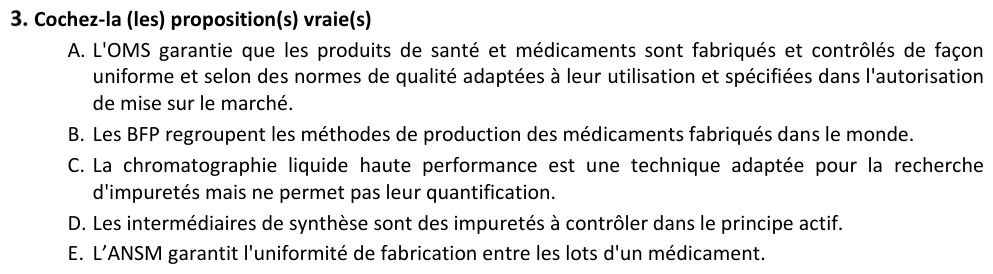 3. Cochez-la (les) proposition(s) vraie(s)
A. L'OMS garantie que les produits de santé et médicaments sont fabriqués et contrôlés de façon
uniforme et selon des normes de qualité adaptées à leur utilisation et spécifiées dans l'autorisation
de mise sur le marché.
B. Les BFP regroupent les méthodes de production des médicaments fabriqués dans le monde.
C. La chromatographie liquide haute performance est une technique adaptée pour la recherche
d'impuretés mais ne permet pas leur quantification.
D. Les intermédiaires de synthèse sont des impuretés à contrôler dans le principe actif.
E. L’ANSM garantit l'uniformité de fabrication entre les lots d'un médicament.